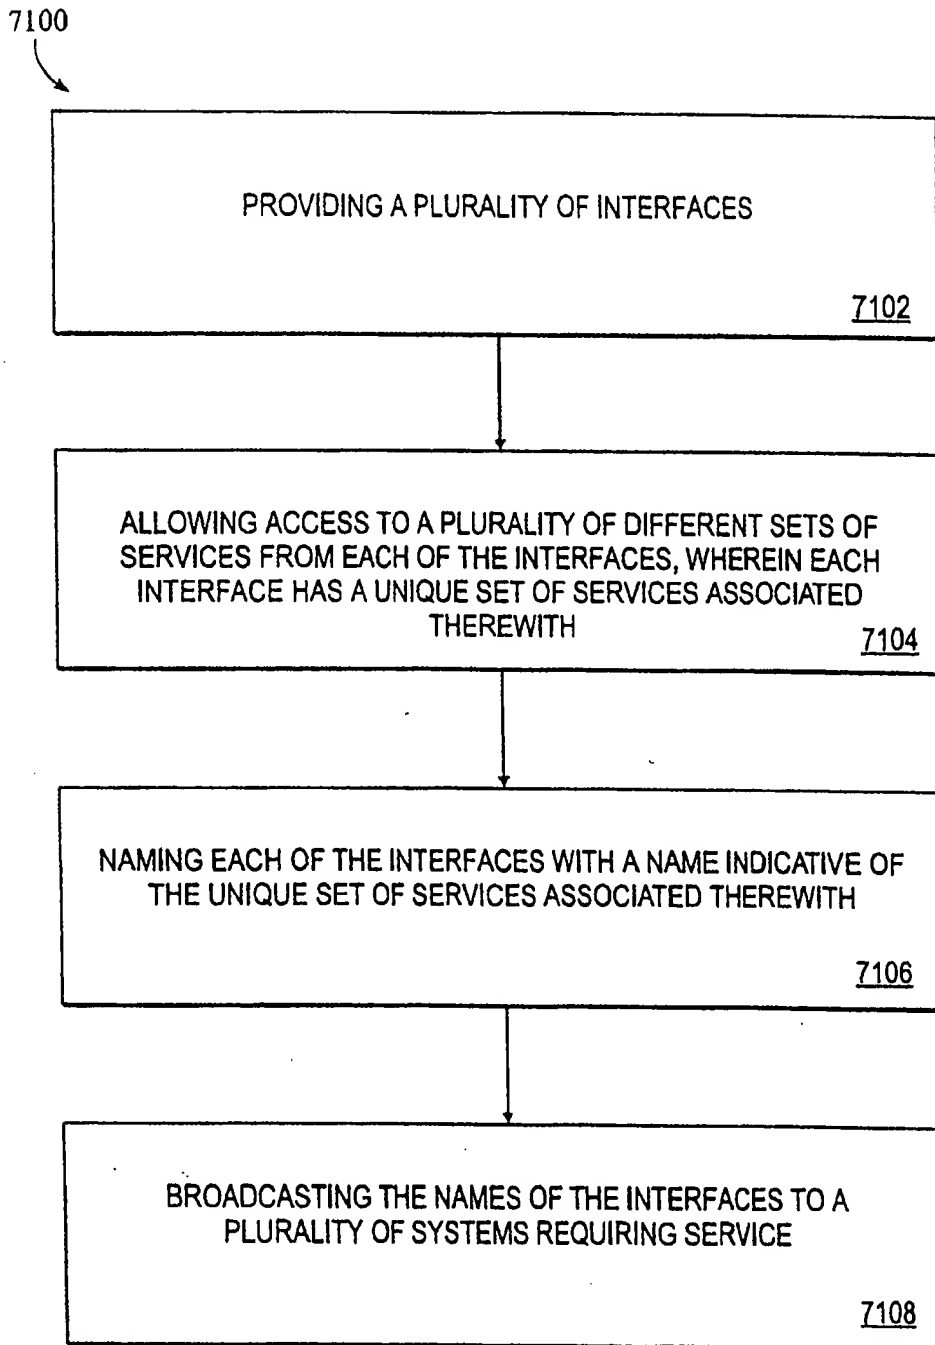 7100
PROVIDING A PLURALITY OF INTERFACES
7102
ALLOWING ACCESS TO A PLURALITY OF DIFFERENT SETS OF
SERVICES FROM EACH OF THE INTERFACES, WHEREIN EACH
INTERFACE HAS A UNIQUE SET OF SERVICES ASSOCIATED
THEREWITH
7104
NAMING EACH OF THE INTERFACES WITH A NAME INDICATIVE OF
THE UNIQUE SET OF SERVICES ASSOCIATED THEREWITH
7106
BROADCASTING THE NAMES OF THE INTERFACES TO A
PLURALITY OF SYSTEMS REQUIRING SERVICE
7108